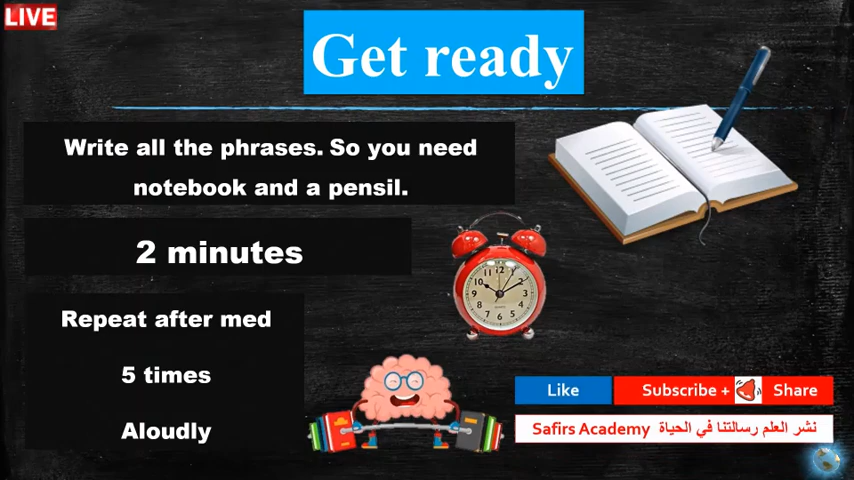 LIVE
Get ready
Write all the phrases. So you need
notebook and a pensil.
2 minutes
Repeat after med
5 times
Aloudly
Like
Subscribe + Share
Safirs Academy نشر العلم رسالتنا في الحياة